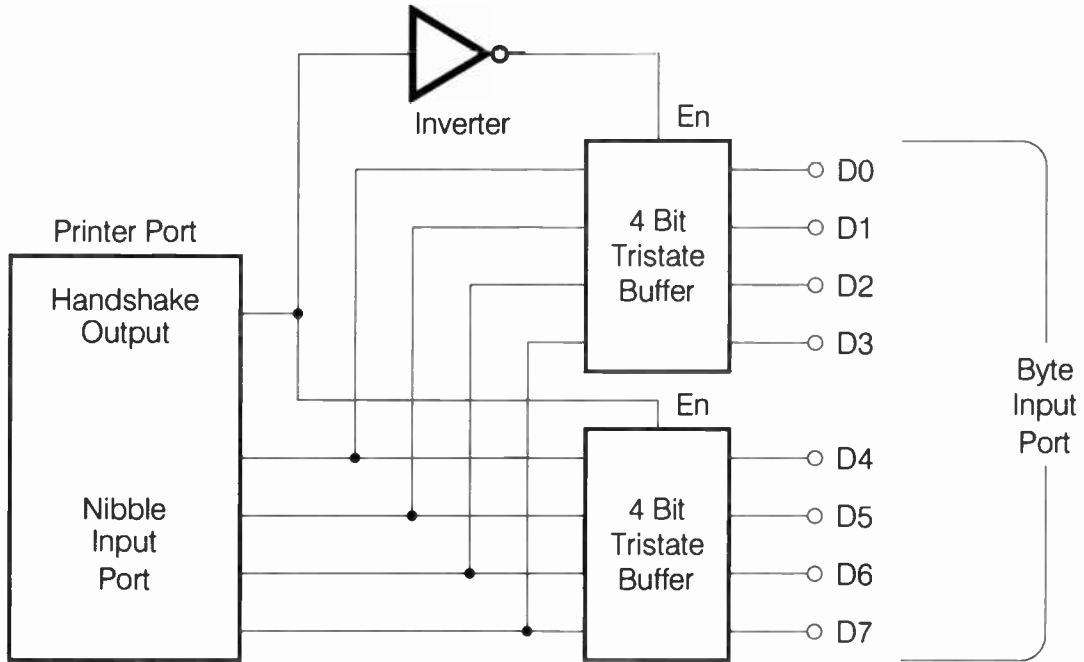 Inverter
En
D0
4 Bit
Tristate
Buffer
D1
D2
D3
Printer Port
Handshake
Output
Byte
Input
Port
En
D4
Nibble
Input
Port
4 Bit
Tristate
Buffer
D5
D6
D7